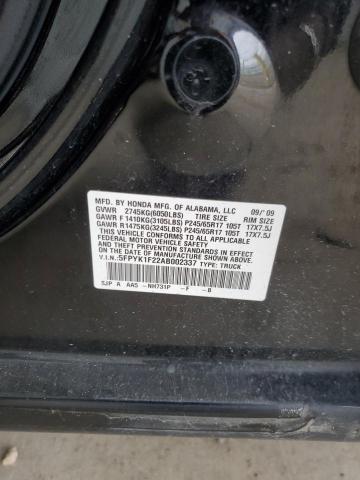 MFD. BY HONDA MFG. OF ALABAMA, LLC 09/'09
GVWR 2745KG(6050LBS) TIRE SIZE RIM SIZE
GAWR F 1410KG(3105LBS) P245/65R17 105T 17X7.5J
GAWR R 1475KG(3245LBS) P245/65R17 105T 17X7.5J
THIS VEHICLE CONFORMS TO ALL APPLICABLE
FEDERAL MOTOR VEHICLE SAFETY STANDARDS
IN EFFECT ON THE DATE OF MANUFACTURE SHOWN ABOVE.
V.I.N.:5FPYK1F22AB002337 TYPE: TRUCK
SJP A AA5 -NH731P -F -B